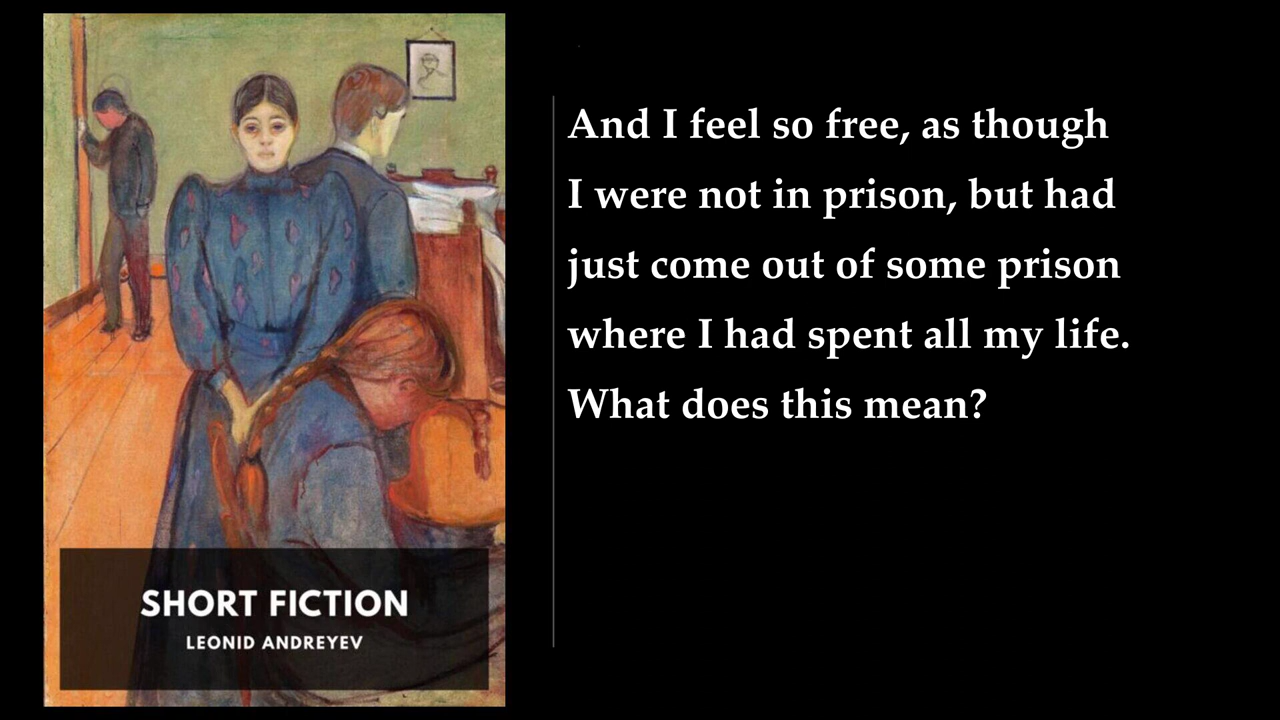 SHORT FICTION
LEONID ANDREYEV
And I feel so free, as though
I were not in prison, but had
just come out of some prison
where I had spent all my life.
What does this mean?